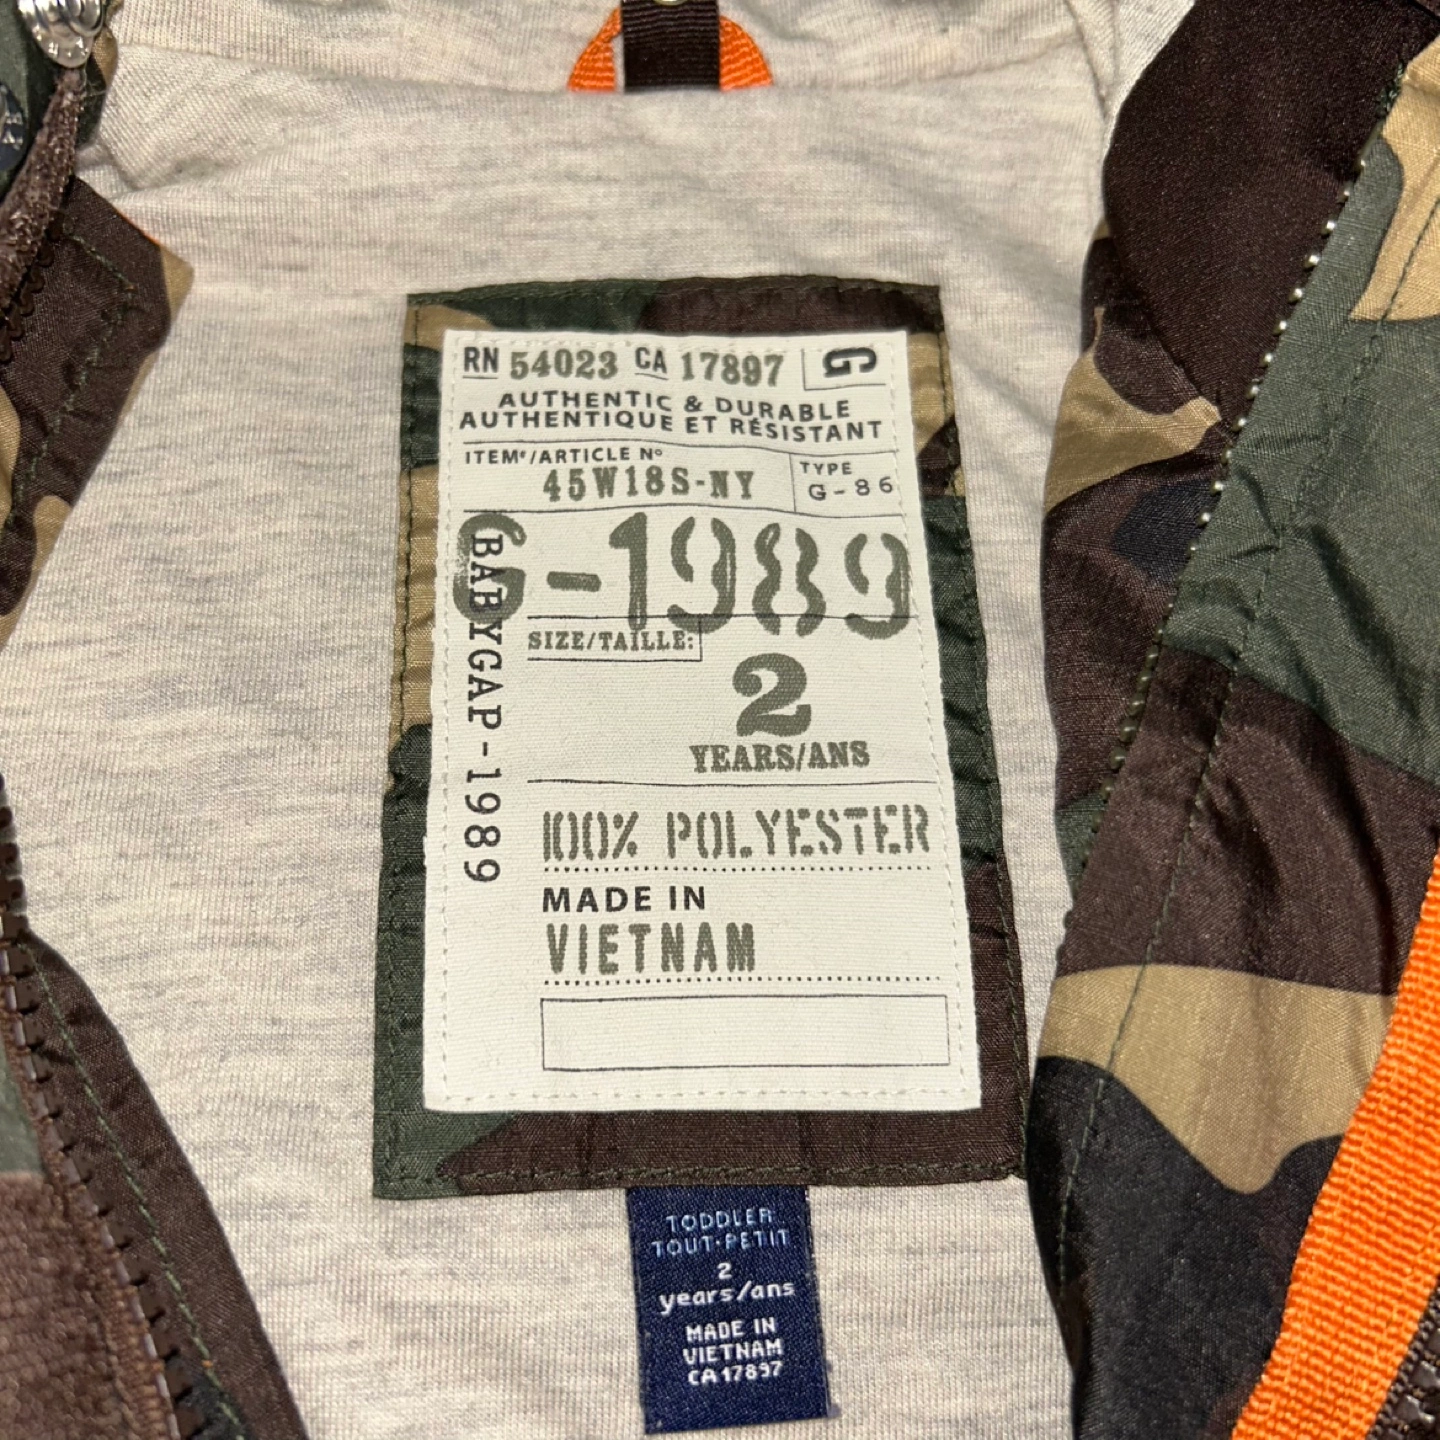 RN 54023 CA 17897 G
AUTHENTIC & DURABLE
AUTHENTIQUE ET RÉSISTANT
ITEM#/ARTICLE Nº
45W18S-NY
TYPE
G-86
G-1989
BABYGAP-1989
SIZE/TAILLE:
2
YEARS/ANS
100% POLYESTER
MADE IN
VIETNAM
TODDLER
TOUT·PETIT
2
years/ans
MADE IN
VIETNAM
CA17897